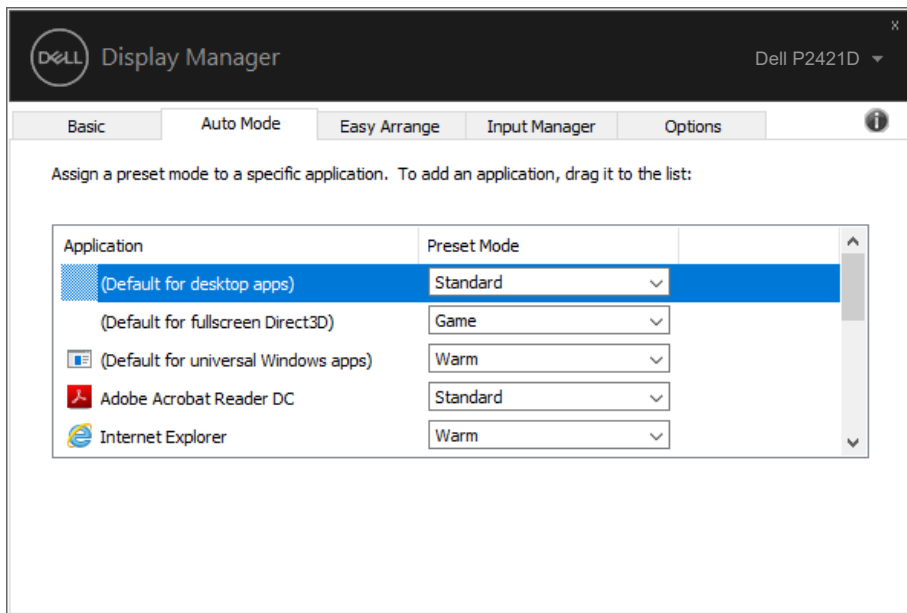 DELL Display Manager
x
Dell P2421D
Basic Auto Mode Easy Arrange Input Manager Options
Assign a preset mode to a specific application. To add an application, drag it to the list:
Application Preset Mode
(Default for desktop apps) Standard
(Default for fullscreen Direct3D) Game
(Default for universal Windows apps) Warm
Adobe Acrobat Reader DC Standard
Internet Explorer Warm